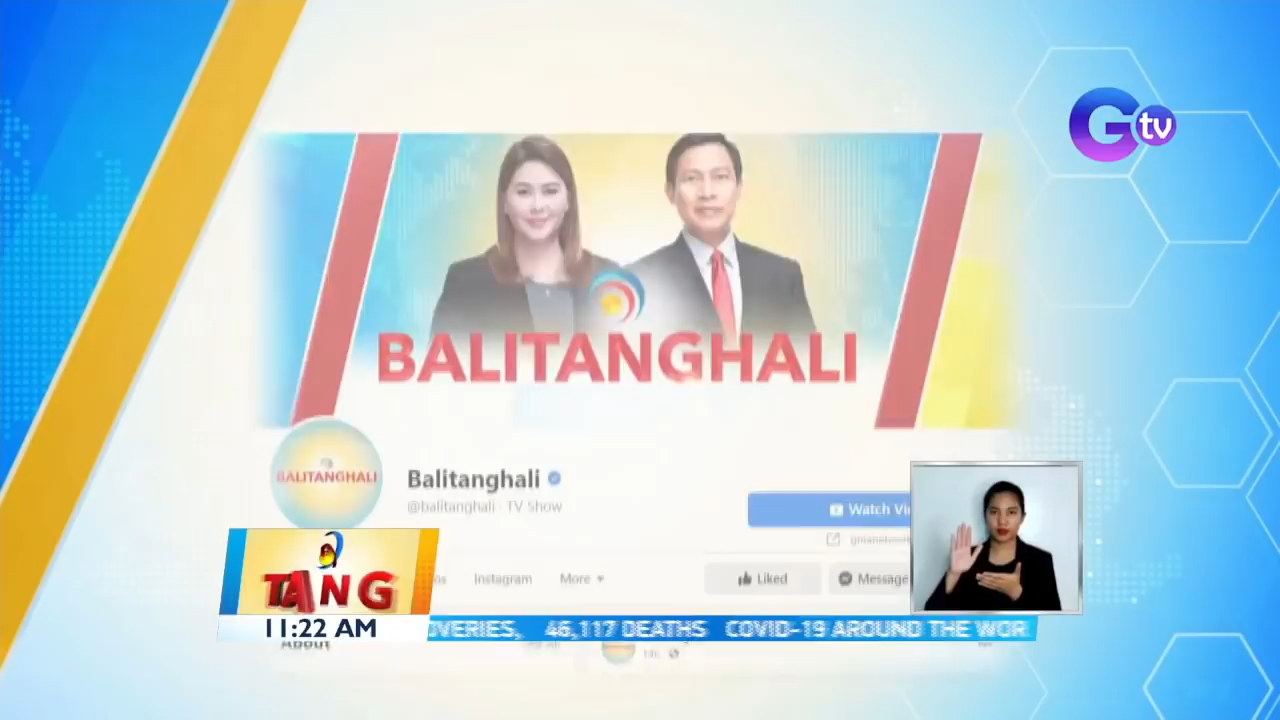 Gtv
BALITANGHALI
BALITANGHALI
Balitanghali
@balitanghali · TV Show
Watch Vi
Instagram
More
Liked
Message
TANG
11:22 AM
OVERIES, 46,117 DEATHS COVID-19 AROUND THE WOR
ABOUT